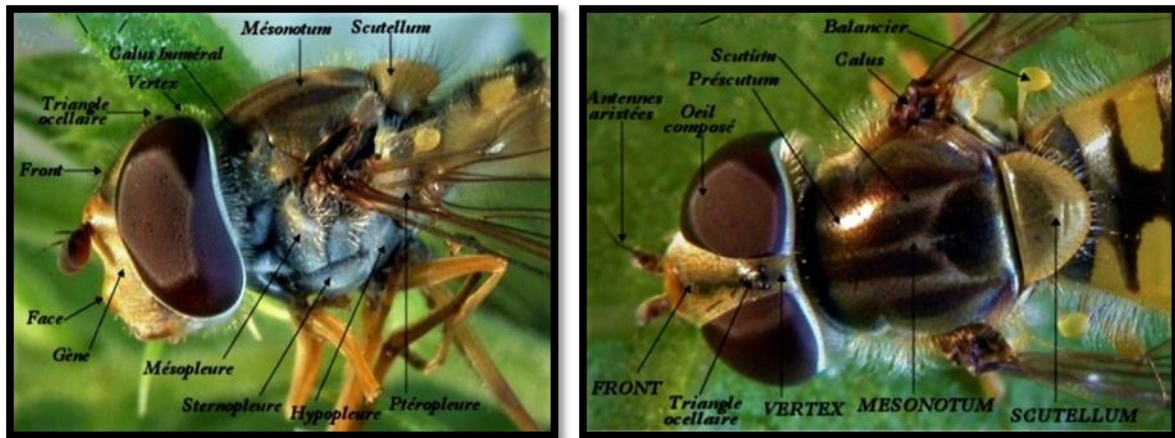 Mésonotum
Scutellum
Calus huméral
Vertex
Triangle
ocellaire
Front
Face
Gène
Mésopleure
Sternopleure
Hypopleure
Ptéropleure
Balancier
Scutium
Calus
Préscutum
Antennes
aristées
Oeil
composé
FRONT
Triangle
ocellaire
VERTEX
MESONOTUM
SCUTELLUM